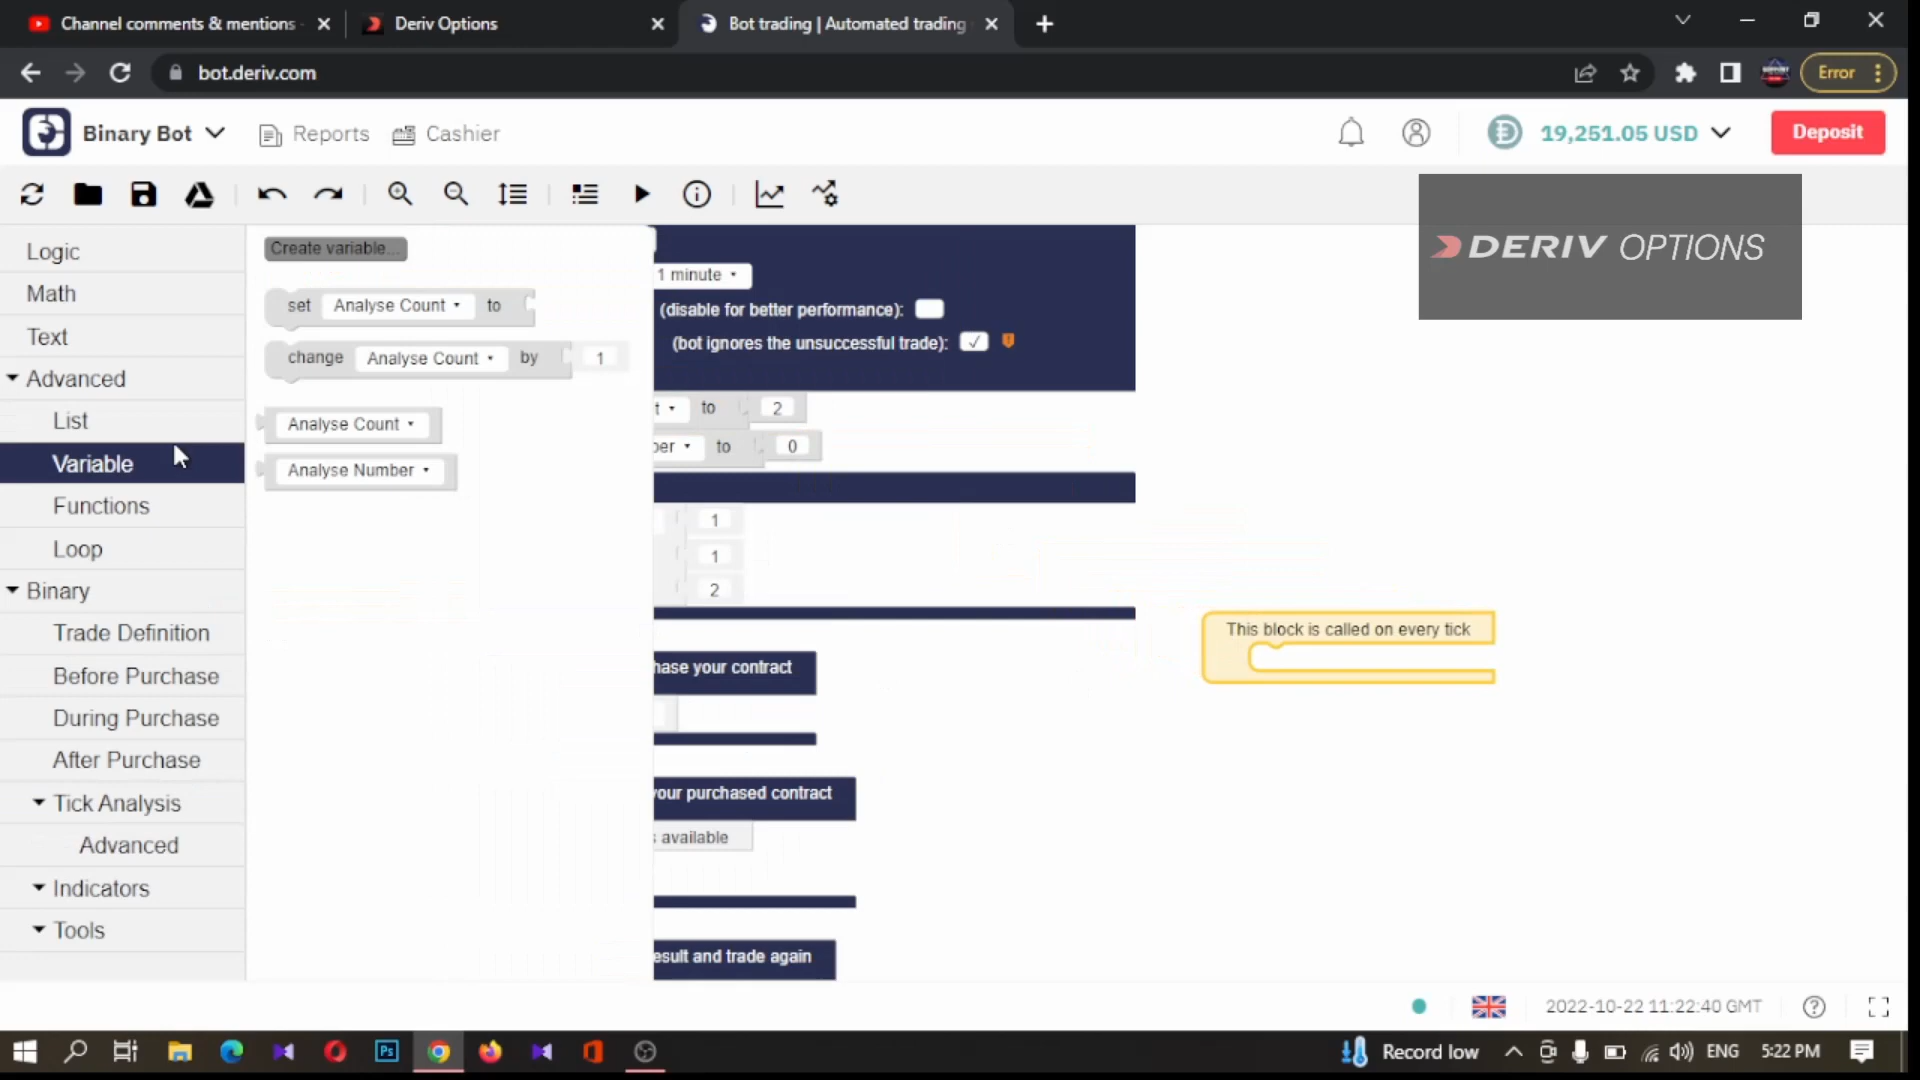 Channel comments & mentions
Deriv Options
Bot trading | Automated trading
bot.deriv.com
Error
Binary Bot
Reports
Cashier
19,251.05 USD
Deposit
DERIV OPTIONS
Logic
Math
Text
Advanced
List
Variable
Functions
Loop
Binary
Trade Definition
Before Purchase
During Purchase
After Purchase
Tick Analysis
Advanced
Indicators
Tools
Create variable...
set Analyse Count to
change Analyse Count by 1
Analyse Count
Analyse Number
1 minute
(disable for better performance):
(bot ignores the unsuccessful trade): ✓
t to 2
ber to 0
1
1
2
hase your contract
your purchased contract
s available
esult and trade again
This block is called on every tick
2022-10-22 11:22:40 GMT
Ps
Record low
ENG
5:22 PM